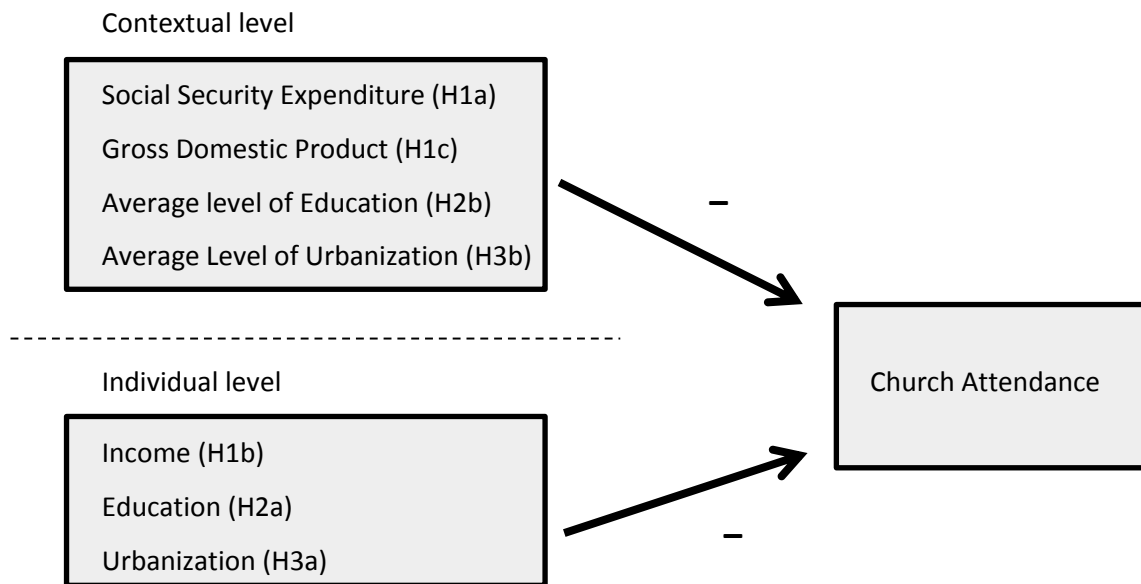 Contextual level
Social Security Expenditure (H1a)
Gross Domestic Product (H1c)
Average level of Education (H2b)
Average Level of Urbanization (H3b)
–
Church Attendance
Individual level
Income (H1b)
Education (H2a)
Urbanization (H3a)
–